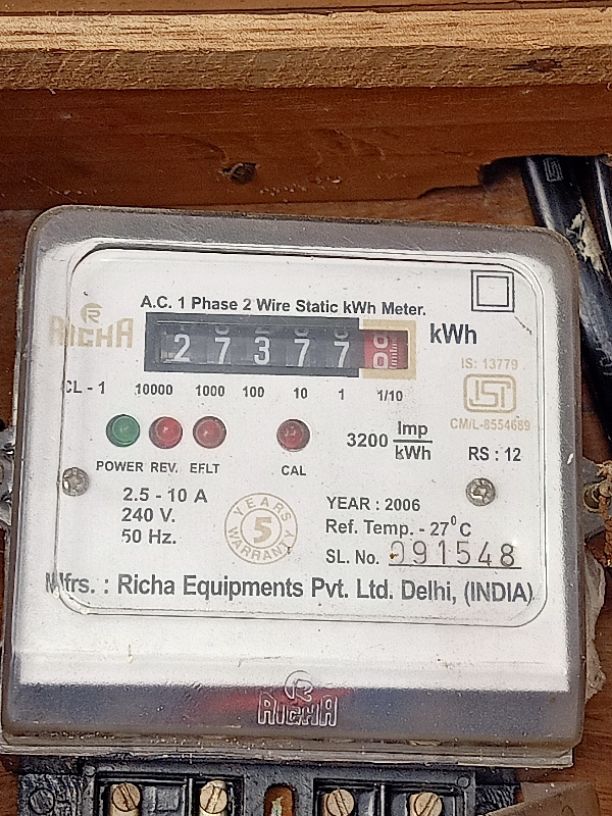 A.C. 1 Phase 2 Wire Static kWh Meter.
RICHA
2 7 3 7 7 0 kWh
CL - 1 10000 1000 100 10 1 1/10
IS: 13779
ISI
CM/L-8554689
POWER REV. EFLT CAL
3200 Imp/kWh
RS : 12
2.5 - 10 A
240 V.
50 Hz.
5 YEARS WARRANTY
YEAR : 2006
Ref. Temp. - 27⁰ C
SL. No. 091548
Mfrs. : Richa Equipments Pvt. Ltd. Delhi, (INDIA)
RICHA